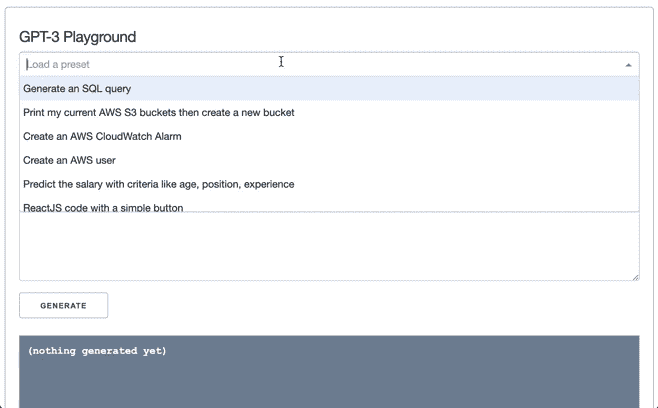 GPT-3 Playground
Load a preset
Generate an SQL query
Print my current AWS S3 buckets then create a new bucket
Create an AWS CloudWatch Alarm
Create an AWS user
Predict the salary with criteria like age, position, experience
ReactJS code with a simple button
GENERATE
(nothing generated yet)